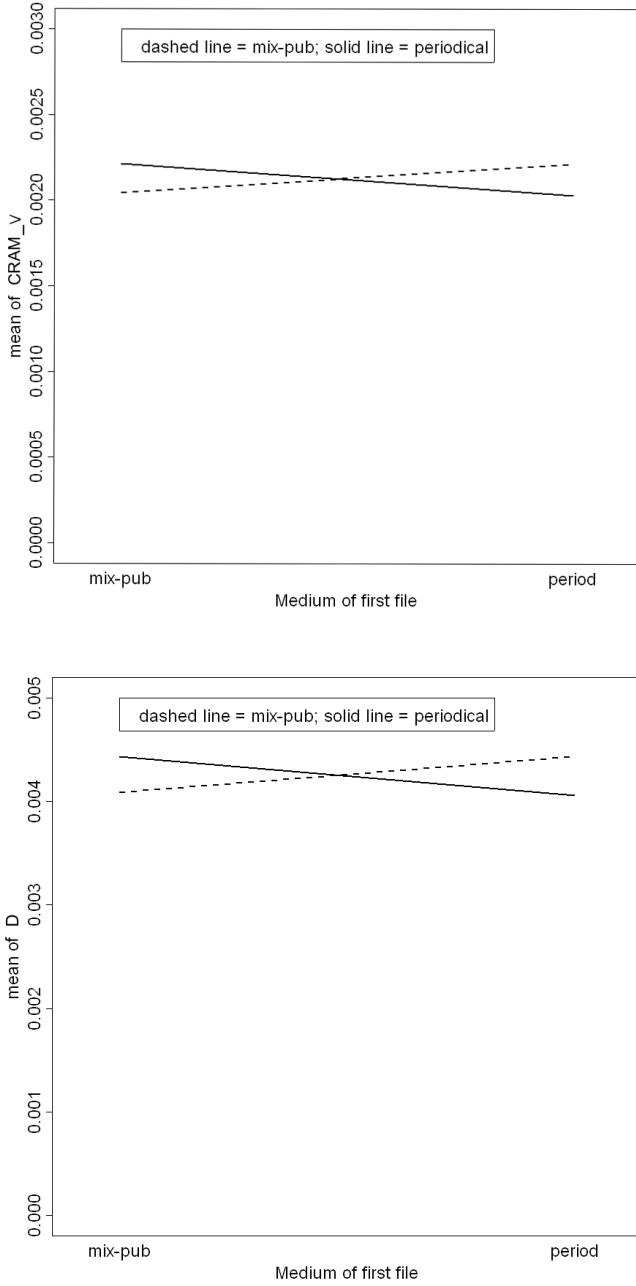 dashed line = mix-pub; solid line = periodical
0.0030
0.0025
0.0020
0.0015
0.0010
0.0005
0.0000
mean of CRAM_V
mix-pub period
Medium of first file
dashed line = mix-pub; solid line = periodical
0.005
0.004
0.003
0.002
0.001
0.000
mean of D
mix-pub period
Medium of first file